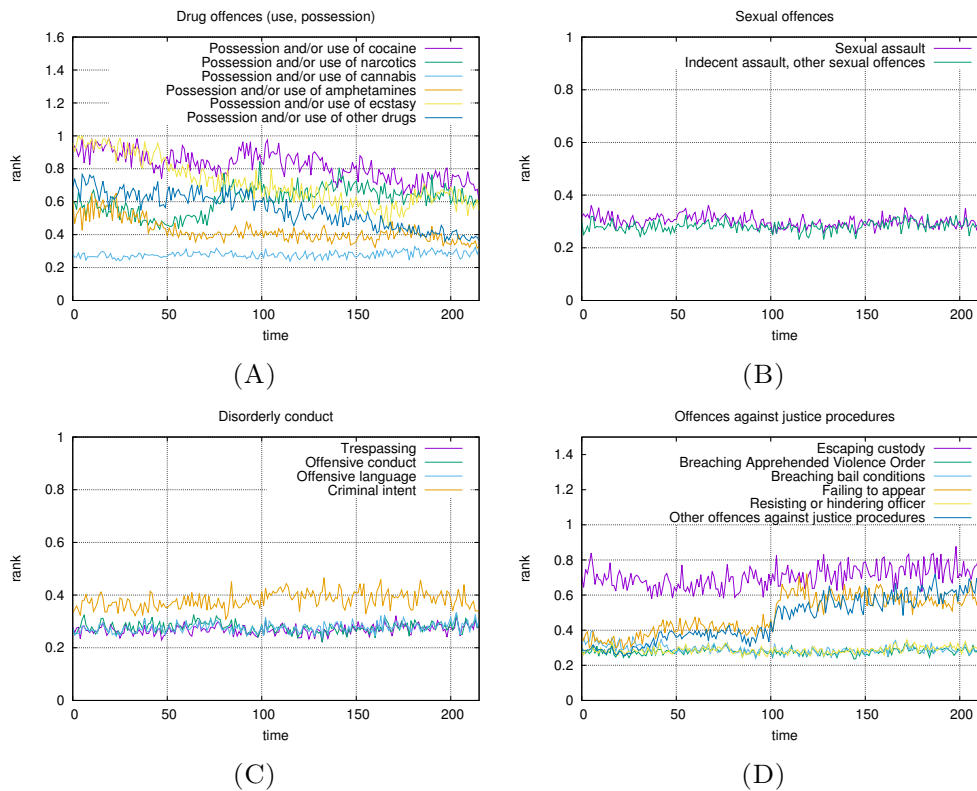 Drug offences (use, possession)
1.6
1.4
1.2
1
0.8
0.6
0.4
0.2
0
rank
Possession and/or use of cocaine
Possession and/or use of narcotics
Possession and/or use of cannabis
Possession and/or use of amphetamines
Possession and/or use of ecstasy
Possession and/or use of other drugs
0 50 100 150 200
time
(A)
Sexual offences
1
0.8
0.6
0.4
0.2
0
rank
Sexual assault
Indecent assault, other sexual offences
0 50 100 150 200
time
(B)
Disorderly conduct
1
0.8
0.6
0.4
0.2
0
rank
Trespassing
Offensive conduct
Offensive language
Criminal intent
0 50 100 150 200
time
(C)
Offences against justice procedures
1.4
1.2
1
0.8
0.6
0.4
0.2
0
rank
Escaping custody
Breaching Apprehended Violence Order
Breaching bail conditions
Failing to appear
Resisting or hindering officer
Other offences against justice procedures
0 50 100 150 200
time
(D)